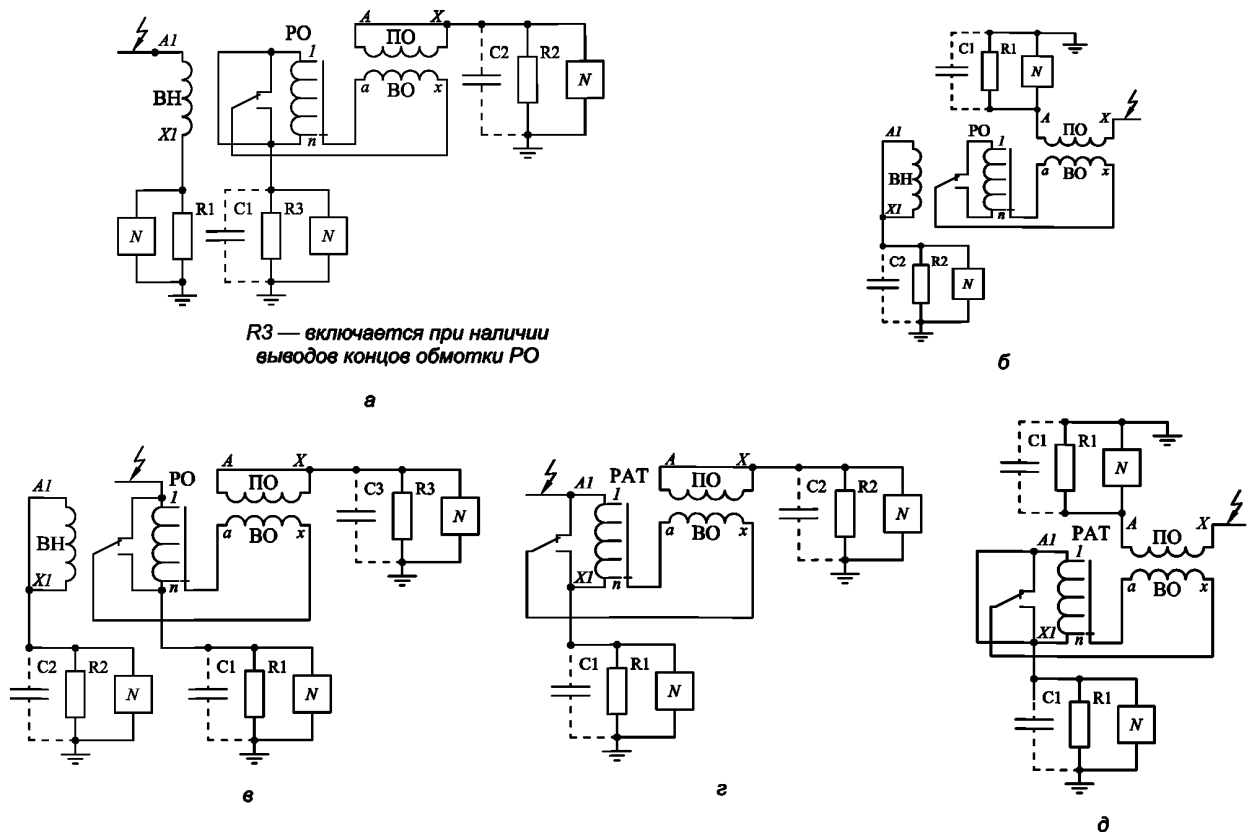 A1
ВН
X1
N
R1
РО
1
n
C1
R3
N
A
X
ПО
ВО
a
x
C2
R2
N
R3 — включается при наличии
выводов концов обмотки РО
а
C1
R1
N
A
X
ПО
ВО
a
x
A1
ВН
X1
РО
1
n
C2
R2
N
б
A1
ВН
X1
РО
1
n
A
X
ПО
ВО
a
x
C3
R3
N
C2
R2
N
C1
R1
N
в
A1
РАТ
1
X1
n
A
X
ПО
ВО
a
x
C2
R2
N
C1
R1
N
г
C1
R1
N
A
X
ПО
ВО
a
x
A1
РАТ
1
X1
n
C1
R1
N
д